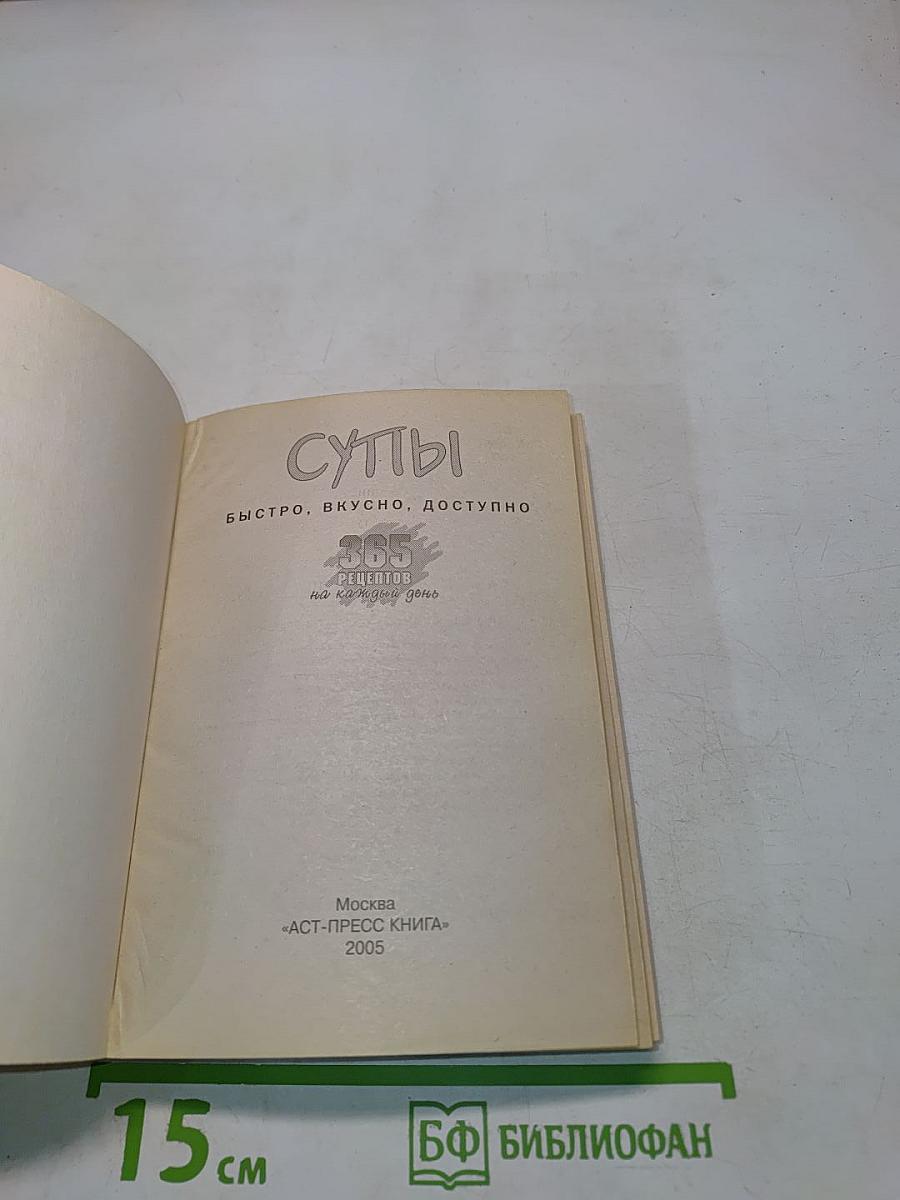 СУПЫ
БЫСТРО, ВКУСНО, ДОСТУПНО
365
РЕЦЕПТОВ
на каждый день
Москва
«АСТ-ПРЕСС КНИГА»
2005
15 см
БФ БИБЛИОФАН